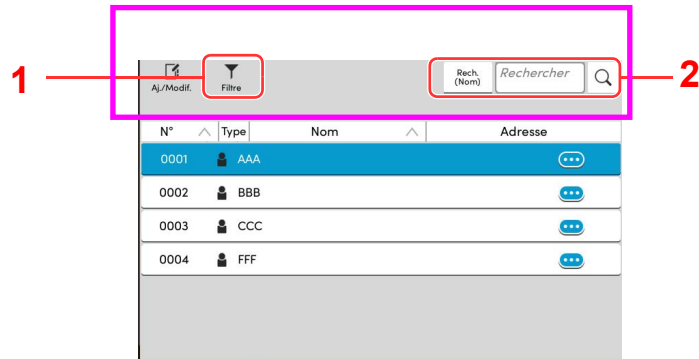 1
Aj./Modif.
Filtre
Rech.
(Nom)
Rechercher
2
N° Type Nom Adresse
0001 AAA
0002 BBB
0003 CCC
0004 FFF